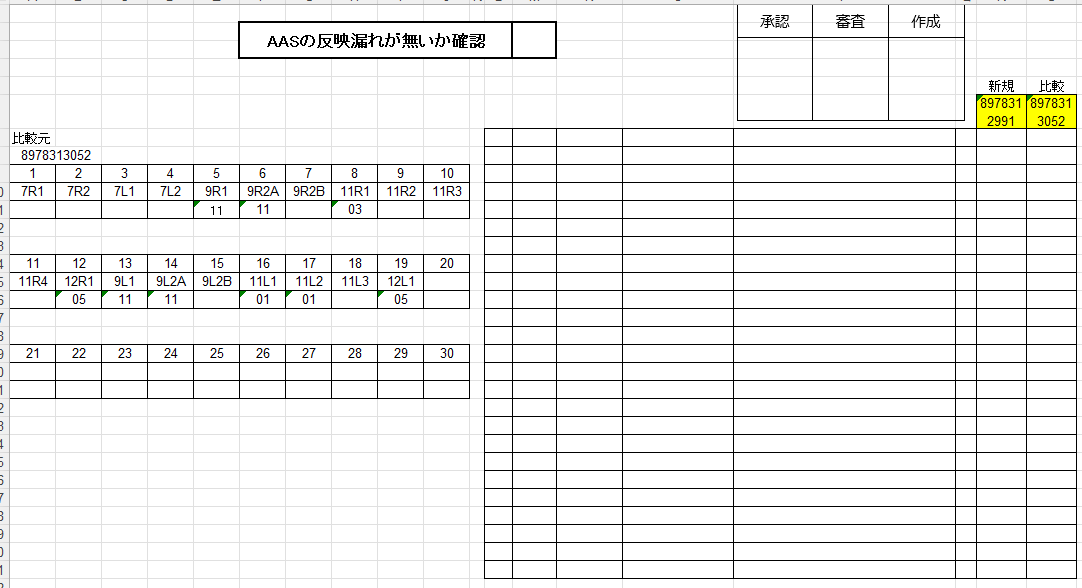 承認 審査 作成
AASの反映漏れが無いか確認
新規 比較
897831 897831
2991 3052
比較元
8978313052
1 2 3 4 5 6 7 8 9 10
7R1 7R2 7L1 7L2 9R1 9R2A 9R2B 11R1 11R2 11R3
11 11 03
11 12 13 14 15 16 17 18 19 20
11R4 12R1 9L1 9L2A 9L2B 11L1 11L2 11L3 12L1
05 11 11 01 01 05
21 22 23 24 25 26 27 28 29 30